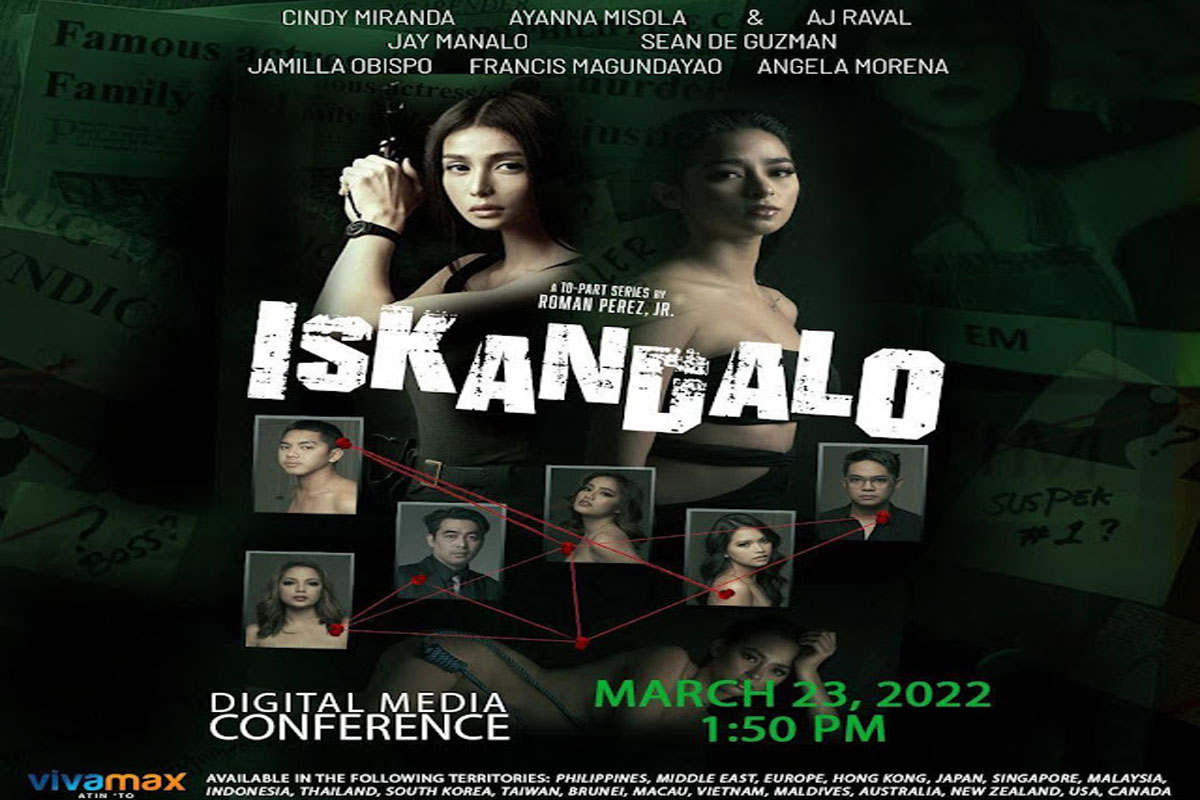 CINDY MIRANDA AYANNA MISOLA & AJ RAVAL
JAY MANALO SEAN DE GUZMAN
JAMILLA OBISPO FRANCIS MAGUNDAYAO ANGELA MORENA
Famous
Family
murder
justice
NDIC
A 10-PART SERIES BY
ROMAN PEREZ, JR.
ISKANDALO
EM
SUSPEK
#1?
?
BOSS?
DIGITAL MEDIA
CONFERENCE
MARCH 23, 2022
1:50 PM
vivamax
ATIN 'TO
AVAILABLE IN THE FOLLOWING TERRITORIES: PHILIPPINES, MIDDLE EAST, EUROPE, HONG KONG, JAPAN, SINGAPORE, MALAYSIA,
INDONESIA, THAILAND, SOUTH KOREA, TAIWAN, BRUNEI, MACAU, VIETNAM, MALDIVES, AUSTRALIA, NEW ZEALAND, USA, CANADA